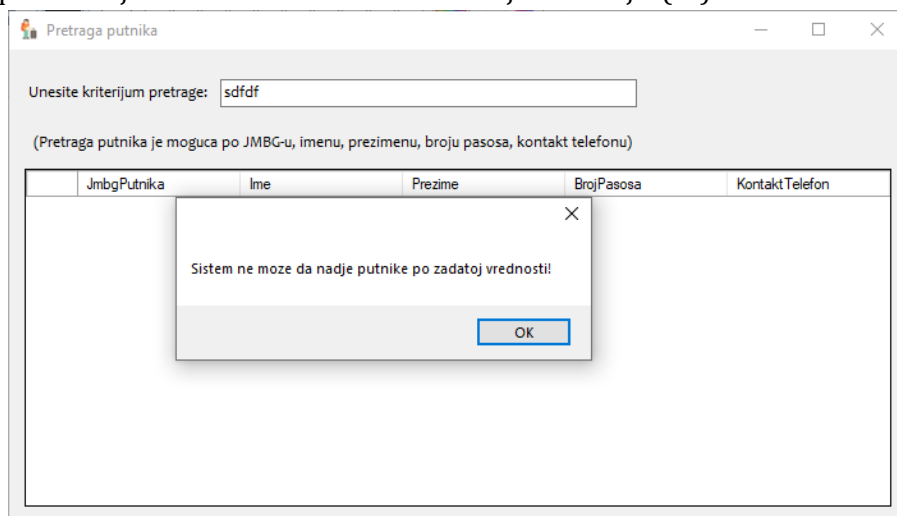 Pretraga putnika
Unesite kriterijum pretrage: sdfdf
(Pretraga putnika je moguca po JMBG-u, imenu, prezimenu, broju pasosa, kontakt telefonu)
JmbgPutnika Ime Prezime BrojPasosa KontaktTelefon
Sistem ne moze da nadje putnike po zadatoj vrednosti!
OK